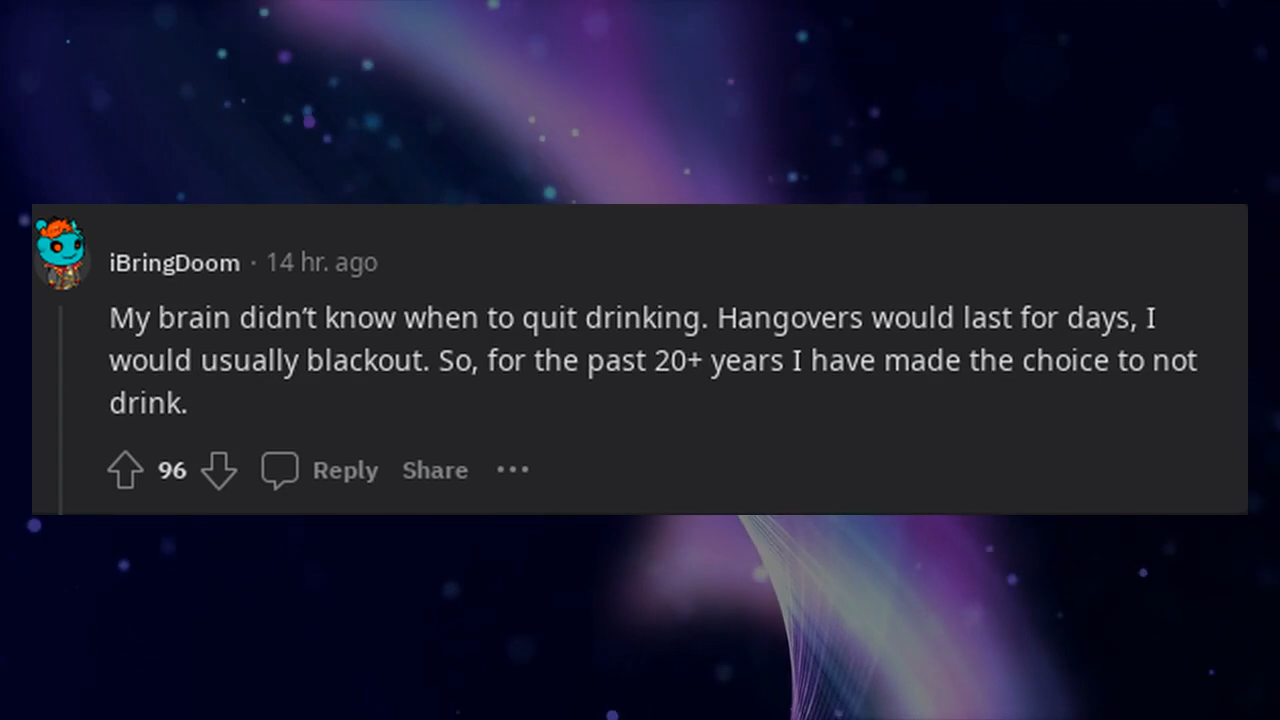 iBringDoom · 14 hr. ago
My brain didn’t know when to quit drinking. Hangovers would last for days, I
would usually blackout. So, for the past 20+ years I have made the choice to not
drink.
96 Reply Share